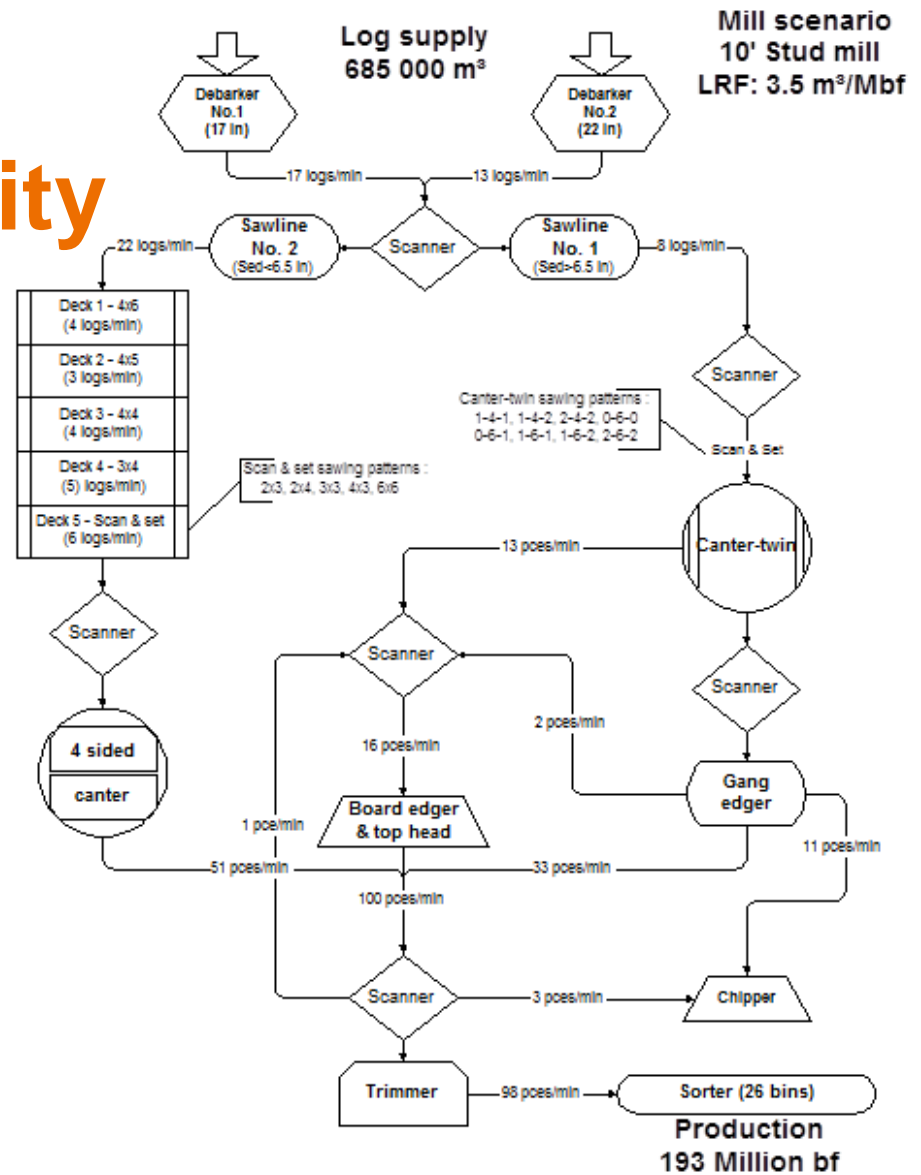 Log supply
685 000 m³
Mill scenario
10' Stud mill
LRF: 3.5 m³/Mbf
ity
Debarker
No.1
(17 in)
Debarker
No.2
(22 in)
17 logs/min
13 logs/min
22 logs/min
Sawline
No. 2
(Sed<6.5 in)
Scanner
Sawline
No. 1
(Sed>6.5 in)
8 logs/min
Deck 1 - 4x6
(4 logs/min)
Deck 2 - 4x5
(3 logs/min)
Deck 3 - 4x4
(4 logs/min)
Deck 4 - 3x4
(5) logs/min)
Deck 5 - Scan & set
(6 logs/min)
Scan & set sawing patterns :
2x3, 2x4, 3x3, 4x3, 6x6
Scanner
Canter-twin sawing patterns :
1-4-1, 1-4-2, 2-4-2, 0-6-0
0-6-1, 1-6-1, 1-6-2, 2-6-2
Scan & Set
Canter-twin
13 pces/min
Scanner
Scanner
Scanner
2 pces/min
16 pces/min
4 sided
canter
Gang
edger
Board edger
& top head
1 pce/min
11 pces/min
51 pces/min
33 pces/min
100 pces/min
Scanner
3 pces/min
Chipper
Trimmer
98 pces/min
Sorter (26 bins)
Production
193 Million bf